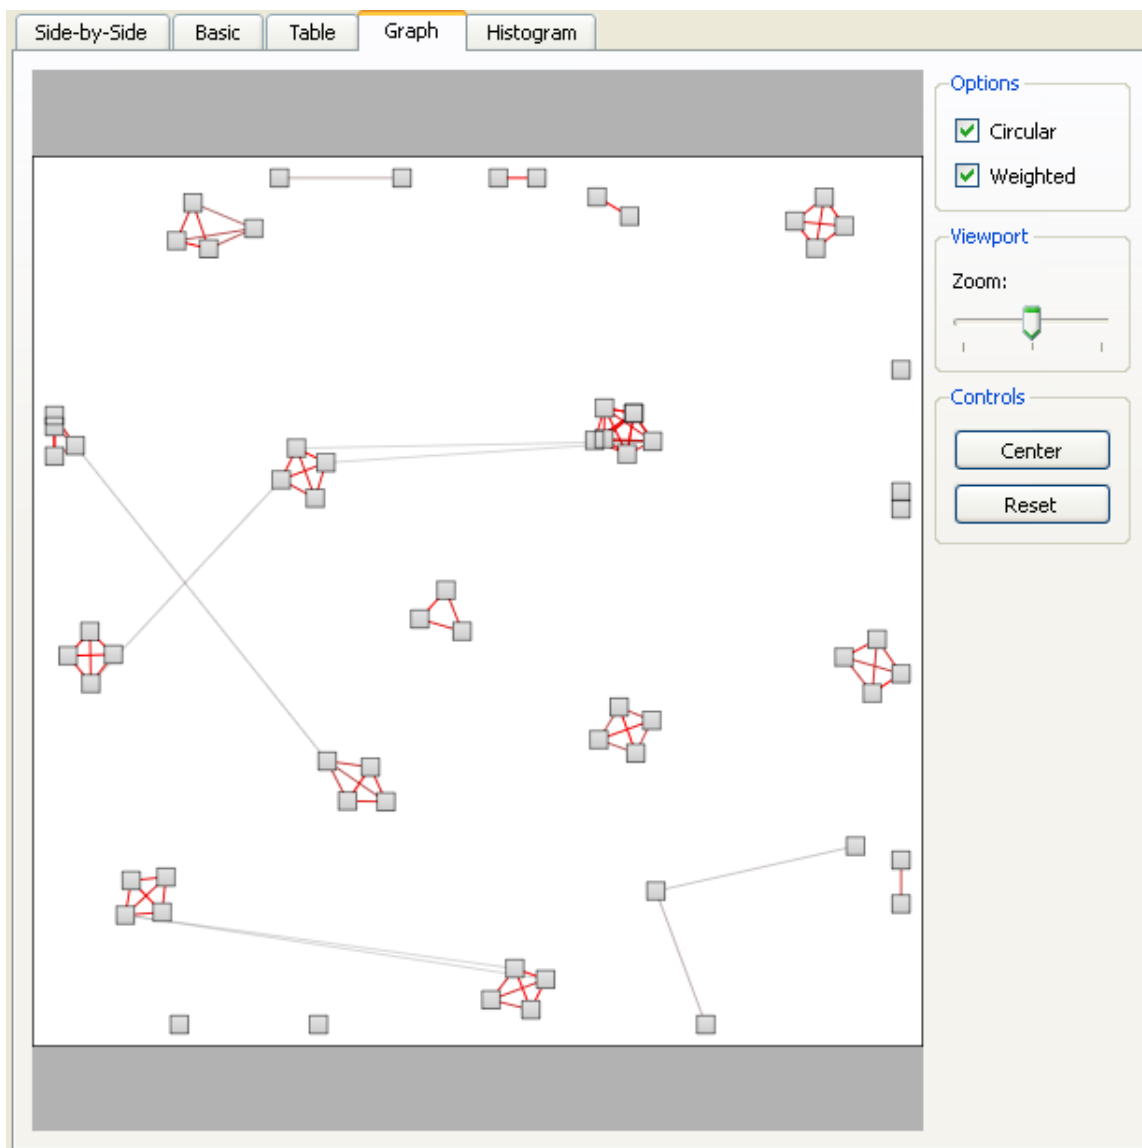 Side-by-Side Basic Table Graph Histogram
Options
Circular
Weighted
Viewport
Zoom:
Controls
Center
Reset